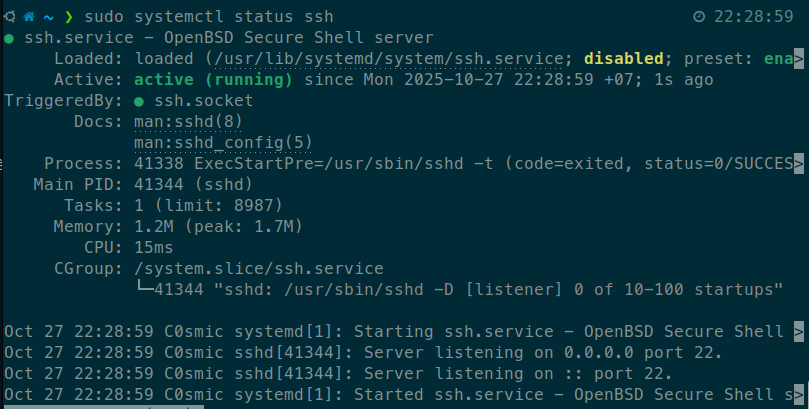 ~ ❯ sudo systemctl status ssh 22:28:59
● ssh.service - OpenBSD Secure Shell server
Loaded: loaded (/usr/lib/systemd/system/ssh.service; disabled; preset: ena>
Active: active (running) since Mon 2025-10-27 22:28:59 +07; 1s ago
TriggeredBy: ● ssh.socket
Docs: man:sshd(8)
man:sshd_config(5)
Process: 41338 ExecStartPre=/usr/sbin/sshd -t (code=exited, status=0/SUCCES>
Main PID: 41344 (sshd)
Tasks: 1 (limit: 8987)
Memory: 1.2M (peak: 1.7M)
CPU: 15ms
CGroup: /system.slice/ssh.service
└─41344 "sshd: /usr/sbin/sshd -D [listener] 0 of 10-100 startups"
Oct 27 22:28:59 C0smic systemd[1]: Starting ssh.service - OpenBSD Secure Shell >
Oct 27 22:28:59 C0smic sshd[41344]: Server listening on 0.0.0.0 port 22.
Oct 27 22:28:59 C0smic sshd[41344]: Server listening on :: port 22.
Oct 27 22:28:59 C0smic systemd[1]: Started ssh.service - OpenBSD Secure Shell s>